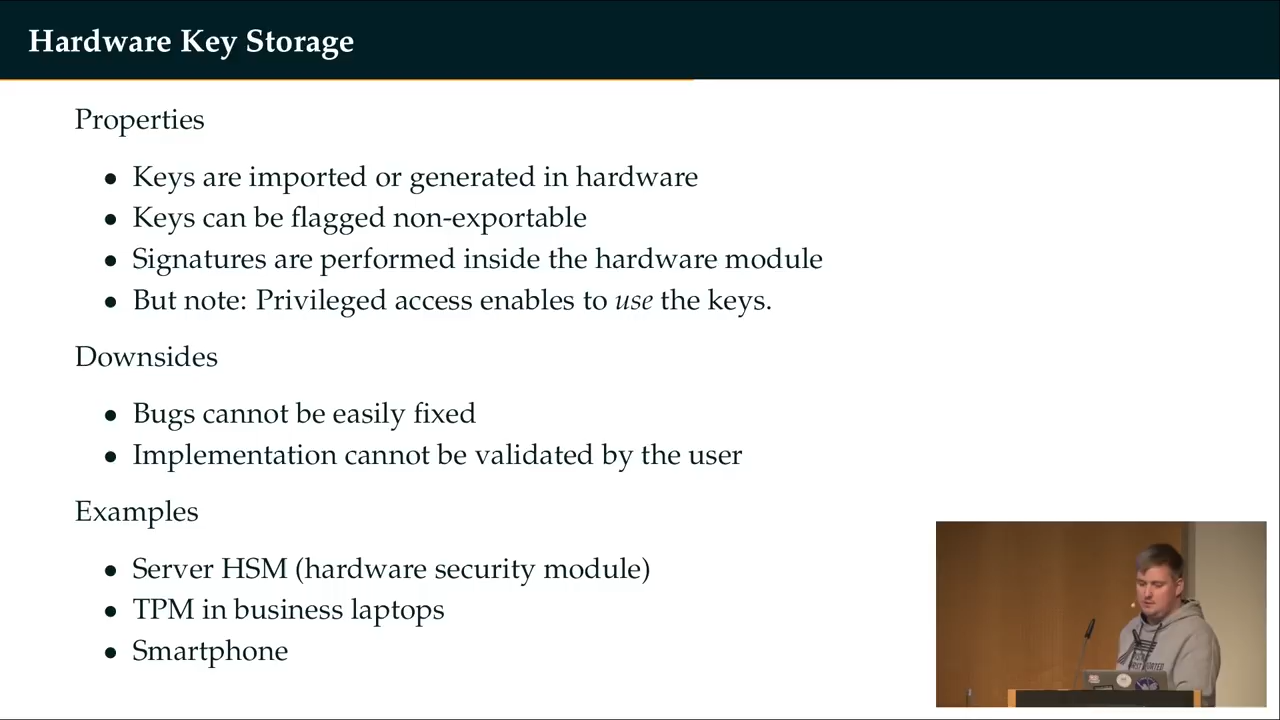 Hardware Key Storage
Properties
• Keys are imported or generated in hardware
• Keys can be flagged non-exportable
• Signatures are performed inside the hardware module
• But note: Privileged access enables to use the keys.
Downsides
• Bugs cannot be easily fixed
• Implementation cannot be validated by the user
Examples
• Server HSM (hardware security module)
• TPM in business laptops
• Smartphone